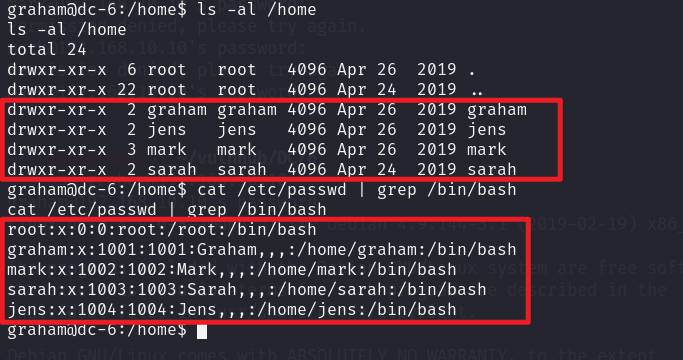 graham@dc-6:/home$ ls -al /home
ls -al /home
total 24
drwxr-xr-x  6 root   root   4096 Apr 26  2019 .
drwxr-xr-x 22 root   root   4096 Apr 24  2019 ..
drwxr-xr-x  2 graham graham 4096 Apr 26  2019 graham
drwxr-xr-x  2 jens   jens   4096 Apr 26  2019 jens
drwxr-xr-x  3 mark   mark   4096 Apr 26  2019 mark
drwxr-xr-x  2 sarah  sarah  4096 Apr 24  2019 sarah
graham@dc-6:/home$ cat /etc/passwd | grep /bin/bash
cat /etc/passwd | grep /bin/bash
root:x:0:0:root:/root:/bin/bash
graham:x:1001:1001:Graham,,,:/home/graham:/bin/bash
mark:x:1002:1002:Mark,,,:/home/mark:/bin/bash
sarah:x:1003:1003:Sarah,,,:/home/sarah:/bin/bash
jens:x:1004:1004:Jens,,,:/home/jens:/bin/bash
graham@dc-6:/home$